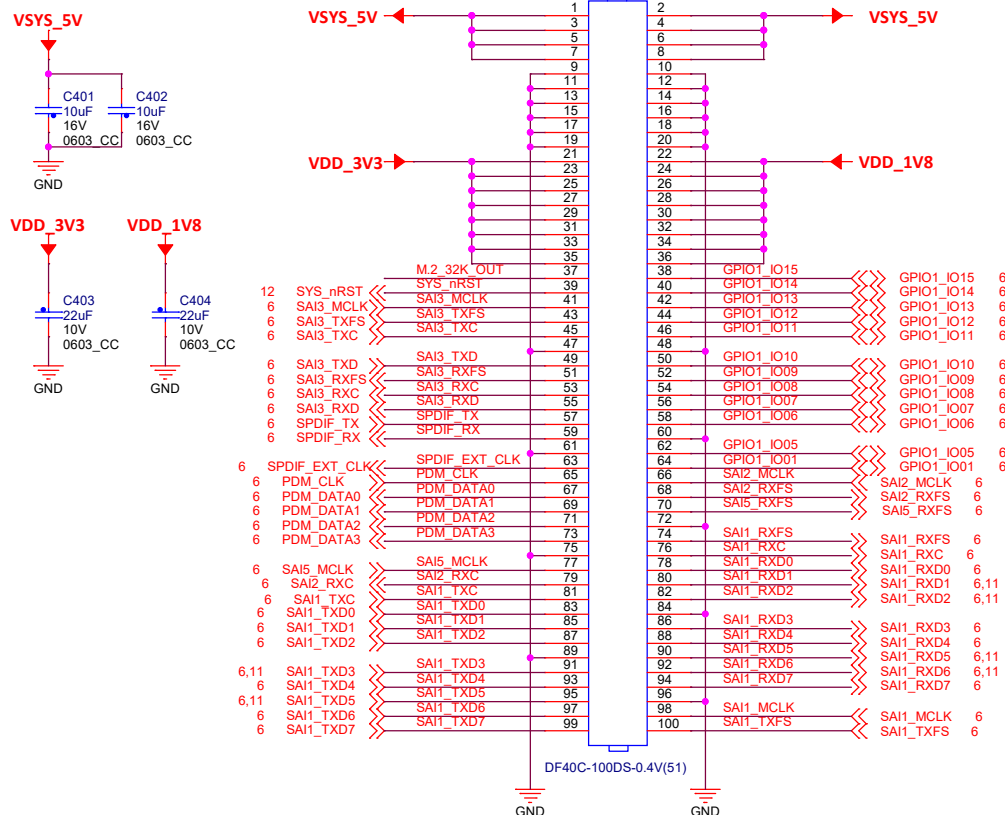 VSYS_5V
C401
10uF
16V
0603_CC
C402
10uF
16V
0603_CC
GND
VDD_3V3
C403
22uF
10V
0603_CC
GND
VDD_1V8
C404
22uF
10V
0603_CC
GND
VSYS_5V 1 2 VSYS_5V
3 4
5 6
7 8
9 10
11 12
13 14
15 16
17 18
19 20
VDD_3V3 21 22 VDD_1V8
23 24
25 26
27 28
29 30
31 32
33 34
35 36
M.2_32K_OUT 37 38 GPIO1_IO15 GPIO1_IO15 6
12 SYS_nRST SYS_nRST 39 40 GPIO1_IO14 GPIO1_IO14 6
6 SAI3_MCLK SAI3_MCLK 41 42 GPIO1_IO13 GPIO1_IO13 6
6 SAI3_TXFS SAI3_TXFS 43 44 GPIO1_IO12 GPIO1_IO12 6
6 SAI3_TXC SAI3_TXC 45 46 GPIO1_IO11 GPIO1_IO11 6
47 48
6 SAI3_TXD SAI3_TXD 49 50 GPIO1_IO10 GPIO1_IO10 6
6 SAI3_RXFS SAI3_RXFS 51 52 GPIO1_IO09 GPIO1_IO09 6
6 SAI3_RXC SAI3_RXC 53 54 GPIO1_IO08 GPIO1_IO08 6
6 SAI3_RXD SAI3_RXD 55 56 GPIO1_IO07 GPIO1_IO07 6
6 SPDIF_TX SPDIF_TX 57 58 GPIO1_IO06 GPIO1_IO06 6
6 SPDIF_RX SPDIF_RX 59 60
61 62 GPIO1_IO05 GPIO1_IO05 6
6 SPDIF_EXT_CLK SPDIF_EXT_CLK 63 64 GPIO1_IO01 GPIO1_IO01 6
6 PDM_CLK PDM_CLK 65 66 SAI2_MCLK SAI2_MCLK 6
6 PDM_DATA0 PDM_DATA0 67 68 SAI2_RXFS SAI2_RXFS 6
6 PDM_DATA1 PDM_DATA1 69 70 SAI5_RXFS SAI5_RXFS 6
6 PDM_DATA2 PDM_DATA2 71 72
6 PDM_DATA3 PDM_DATA3 73 74 SAI1_RXFS SAI1_RXFS 6
75 76 SAI1_RXC SAI1_RXC 6
6 SAI5_MCLK SAI5_MCLK 77 78 SAI1_RXD0 SAI1_RXD0 6
6 SAI2_RXC SAI2_RXC 79 80 SAI1_RXD1 SAI1_RXD1 6,11
6 SAI1_TXC SAI1_TXC 81 82 SAI1_RXD2 SAI1_RXD2 6,11
6 SAI1_TXD0 SAI1_TXD0 83 84
6 SAI1_TXD1 SAI1_TXD1 85 86 SAI1_RXD3 SAI1_RXD3 6
6 SAI1_TXD2 SAI1_TXD2 87 88 SAI1_RXD4 SAI1_RXD4 6
89 90 SAI1_RXD5 SAI1_RXD5 6,11
6,11 SAI1_TXD3 SAI1_TXD3 91 92 SAI1_RXD6 SAI1_RXD6 6,11
6 SAI1_TXD4 SAI1_TXD4 93 94 SAI1_RXD7 SAI1_RXD7 6
6,11 SAI1_TXD5 SAI1_TXD5 95 96
6 SAI1_TXD6 SAI1_TXD6 97 98 SAI1_MCLK SAI1_MCLK 6
6 SAI1_TXD7 SAI1_TXD7 99 100 SAI1_TXFS SAI1_TXFS 6
DF40C-100DS-0.4V(51)
GND GND